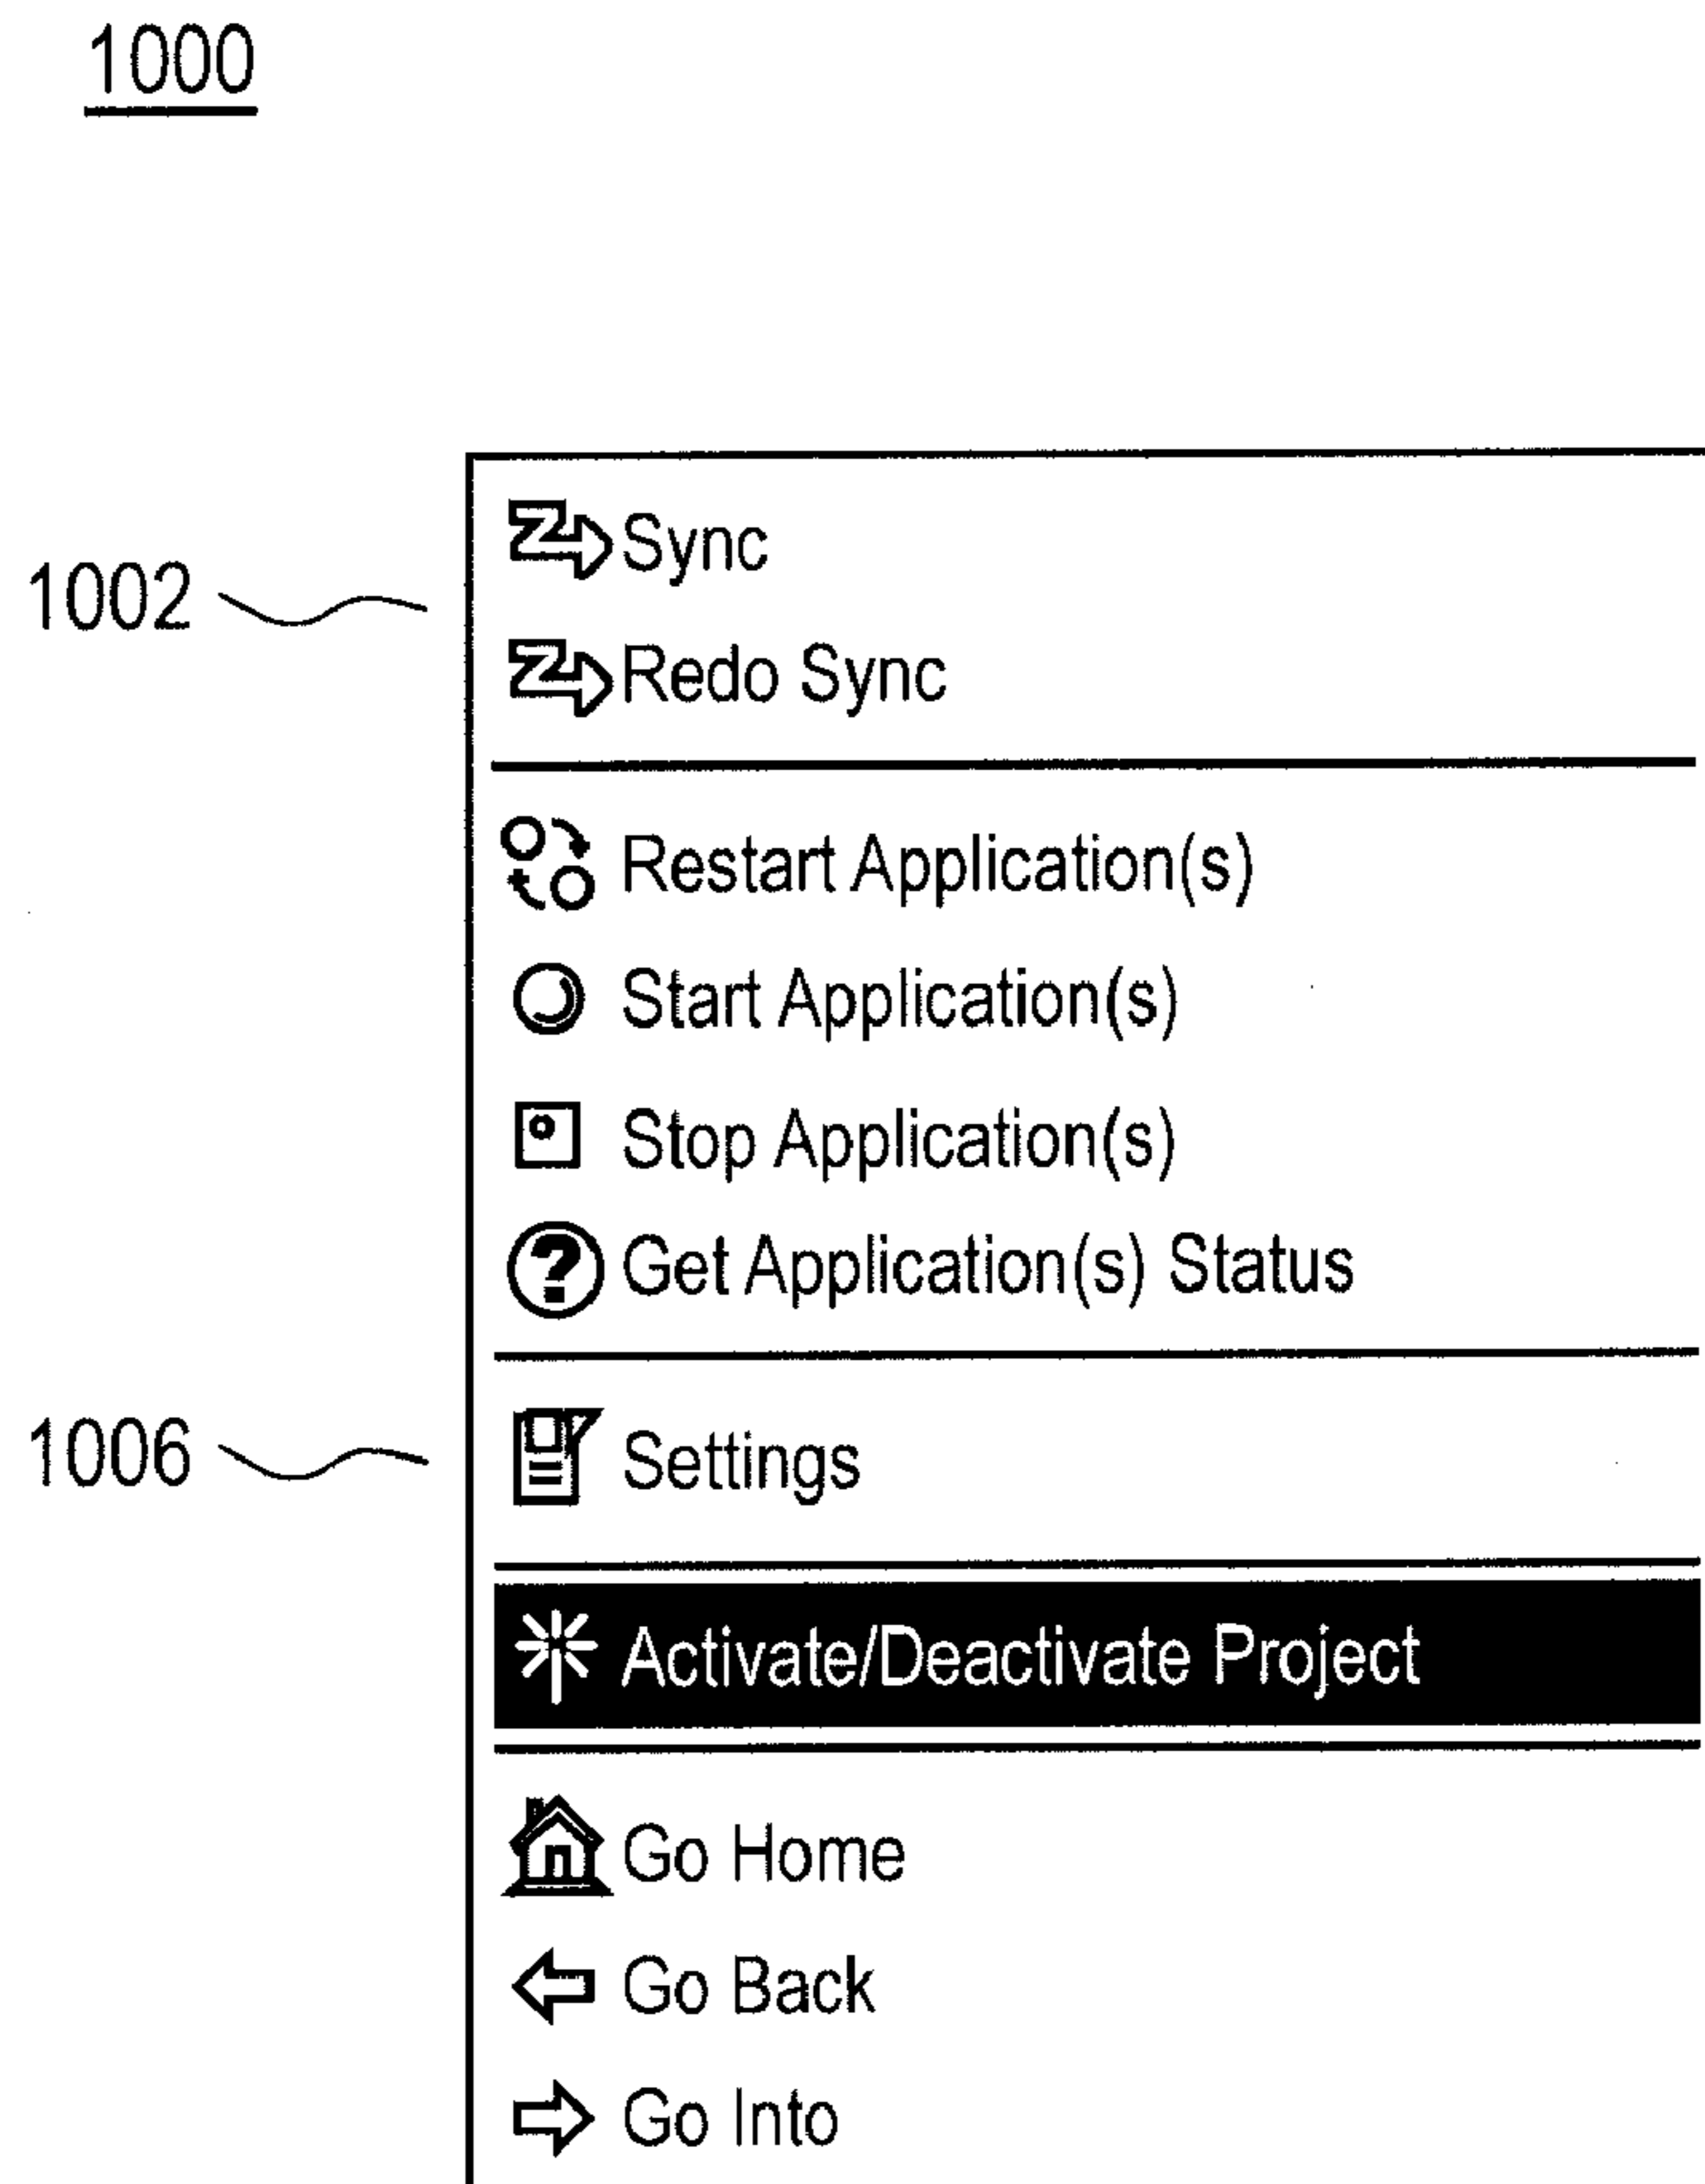 1000
1002
Sync
Redo Sync
Restart Application(s)
Start Application(s)
Stop Application(s)
Get Application(s) Status
1006
Settings
Activate/Deactivate Project
Go Home
Go Back
Go Into